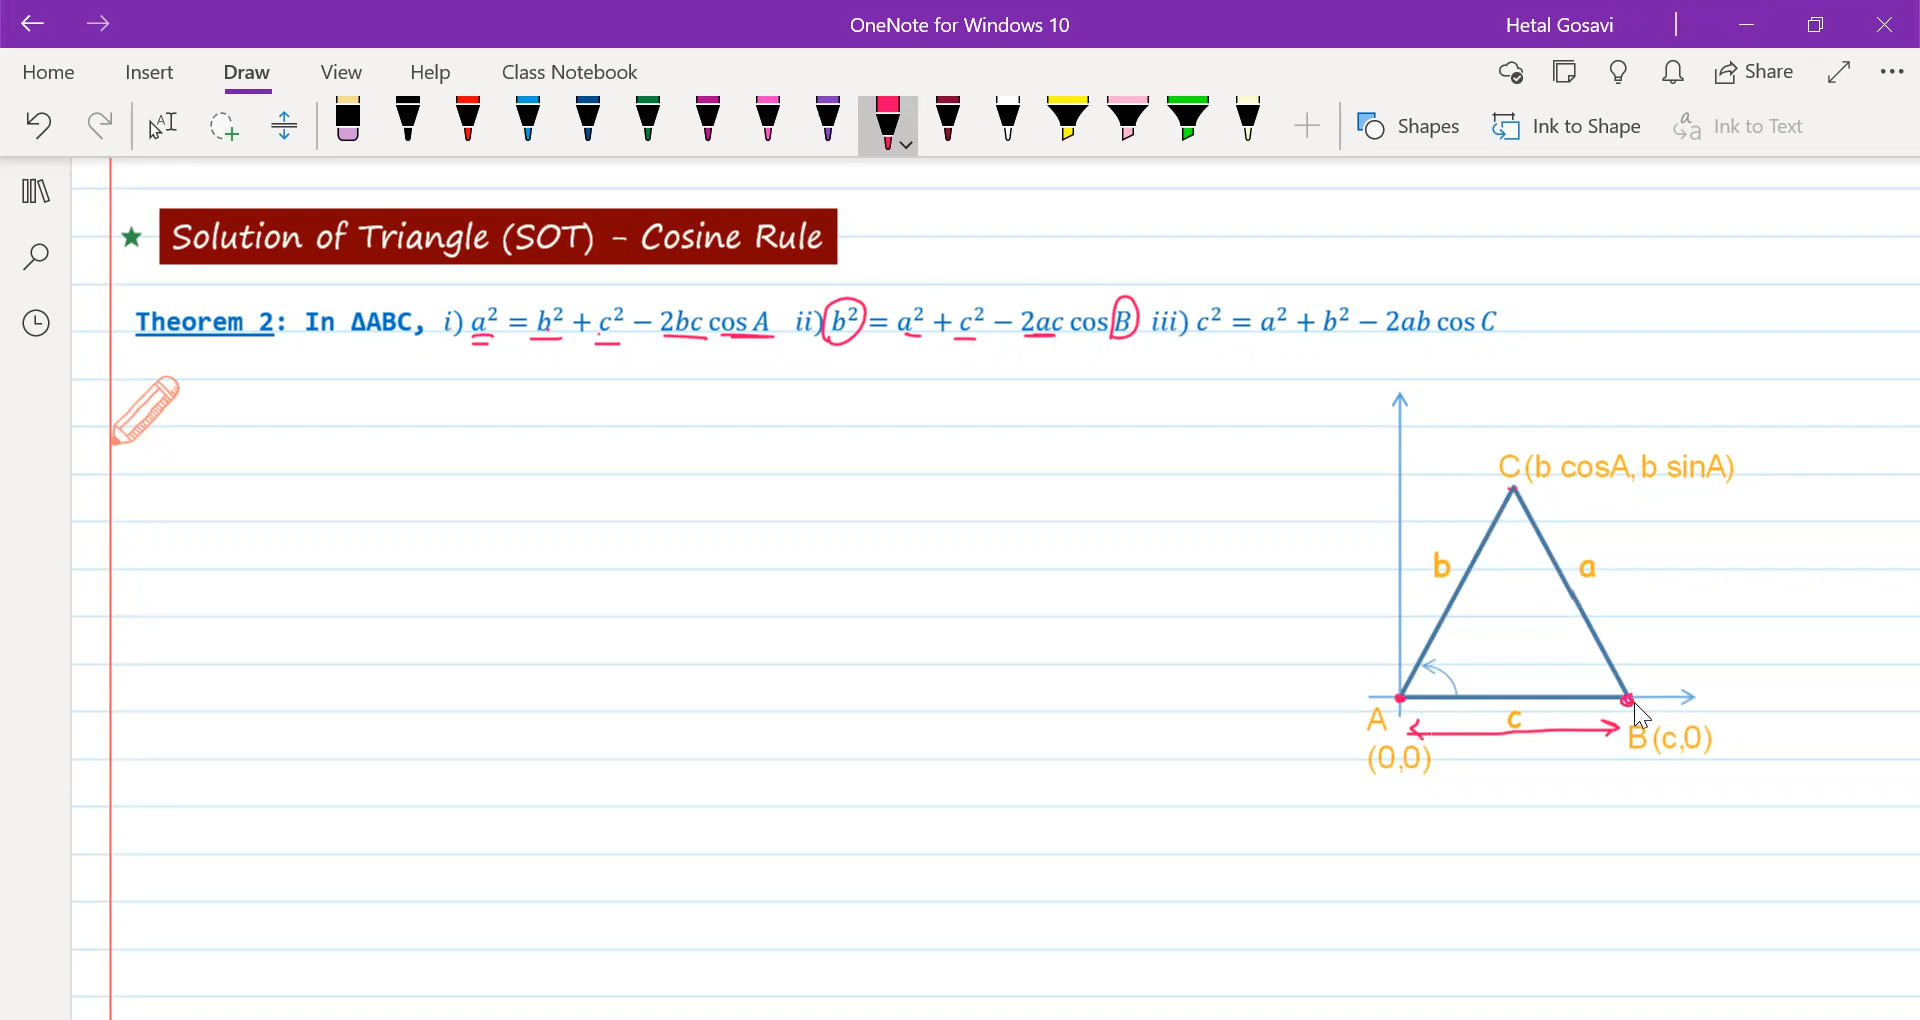 OneNote for Windows 10
Hetal Gosavi
Home Insert Draw View Help Class Notebook Share
Shapes Ink to Shape Ink to Text
★ Solution of Triangle (SOT) - Cosine Rule
Theorem 2: In ΔABC, i) a² = b² + c² − 2bc cos A ii) b² = a² + c² − 2ac cos B iii) c² = a² + b² − 2ab cos C
C(b cosA, b sinA)
b a
A c B(c,0)
(0,0)